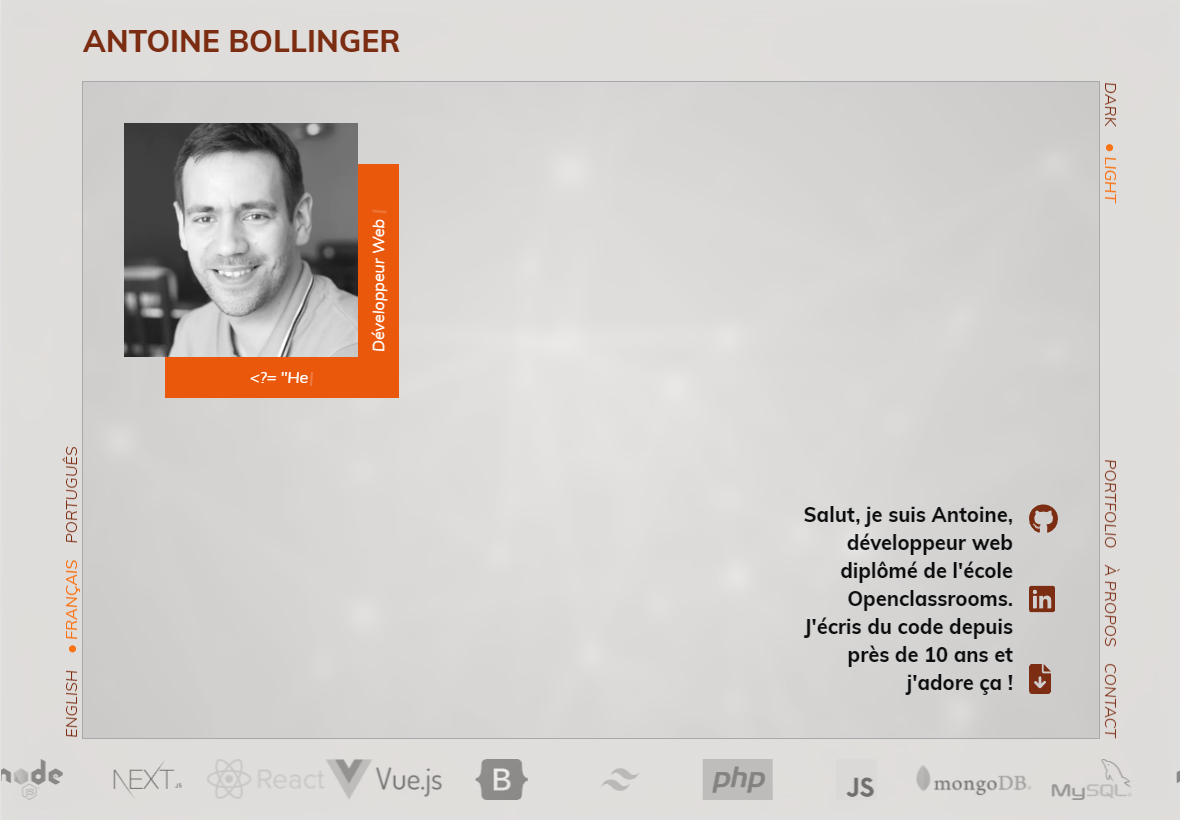 ANTOINE BOLLINGER
DARK
LIGHT
Développeur Web
<?= "He
PORTUGUÊS
FRANÇAIS
ENGLISH
Salut, je suis Antoine,
développeur web
diplômé de l'école
Openclassrooms.
J'écris du code depuis
près de 10 ans et
j'adore ça !
in
PORTFOLIO
À PROPOS
CONTACT
node
JS
NEXT.JS
React
Vue.js
B
php
JS
mongoDB.
MySQL